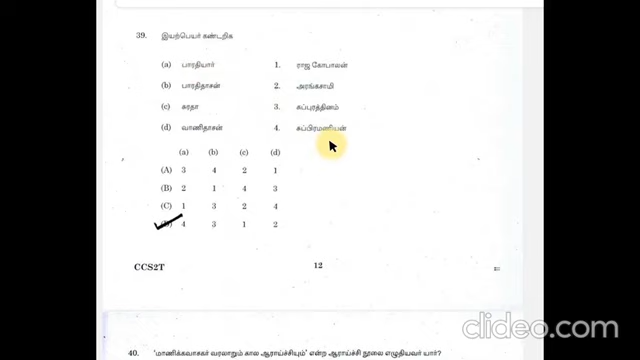 39. இயற்பெயர் கண்டறிக
(a) பாரதியார் 1. ராஜ கோபாலன்
(b) பாரதிதாசன் 2. அரங்கசாமி
(c) சுரதா 3. சுப்புரத்தினம்
(d) வாணிதாசன் 4. சுப்பிரமணியன்
(a) (b) (c) (d)
(A) 3 4 2 1
(B) 2 1 4 3
(C) 1 3 2 4
(D) 4 3 1 2
CCS2T 12
clideo.com
40. 'மாணிக்கவாசகர் வரலாறும் கால ஆராய்ச்சியும்' என்ற ஆராய்ச்சி நூலை எழுதியவர் யார்?